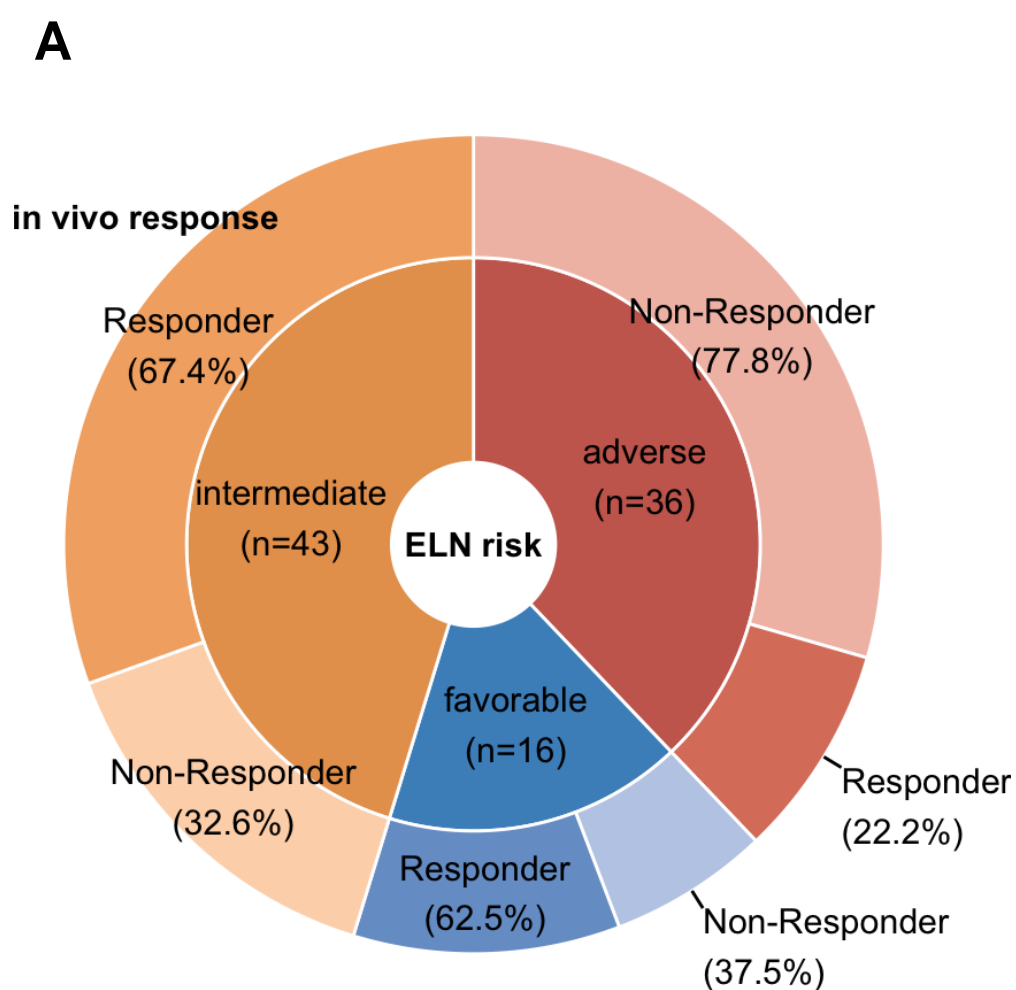 A
in vivo response
Responder
(67.4%)
Non-Responder
(77.8%)
adverse
(n=36)
intermediate
(n=43)
ELN risk
favorable
(n=16)
Non-Responder
(32.6%)
Responder
(22.2%)
Responder
(62.5%)
Non-Responder
(37.5%)